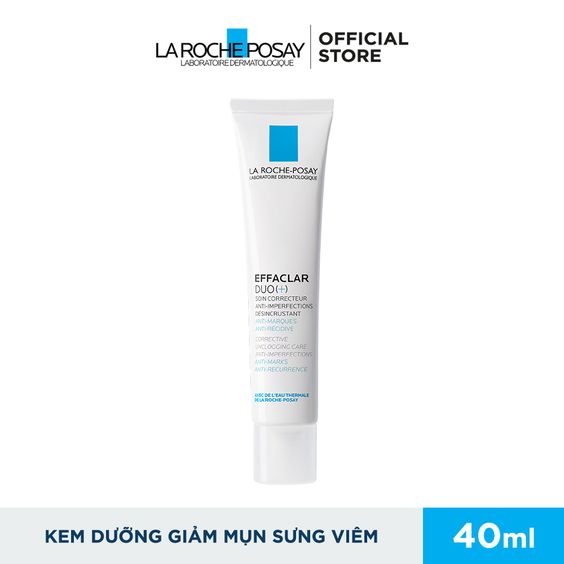 LA ROCHE POSAY
LABORATOIRE DERMATOLOGIQUE
OFFICIAL
STORE
LA ROCHE-POSAY
LABORATOIRE DERMATOLOGIQUE
EFFACLAR
DUO(+)
SOIN CORRECTEUR
ANTI-IMPERFECTIONS
DÉSINCRUSTANT
ANTI-MARQUES
ANTI-RÉCIDIVE
CORRECTIVE
UNCLOGGING CARE
ANTI-IMPERFECTIONS
ANTI-MARKS
ANTI-RECURRENCE
AVEC DE L'EAU THERMALE
DE LA ROCHE-POSAY
KEM DƯỠNG GIẢM MỤN SƯNG VIÊM
40ml